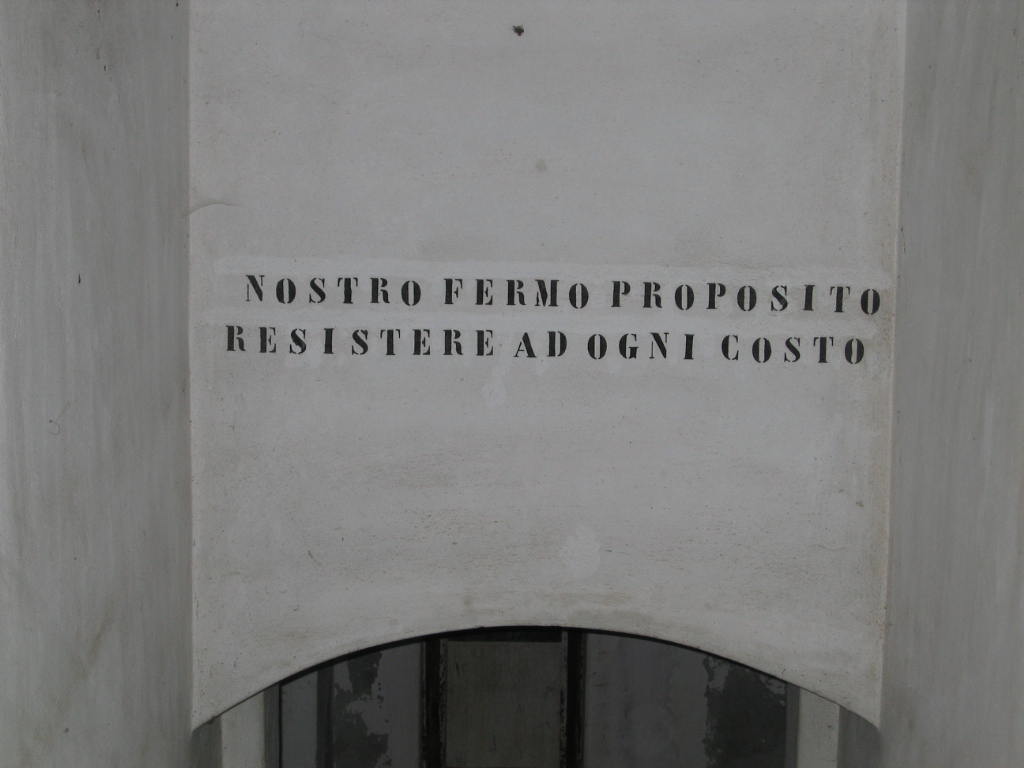 NOSTRO FERMO PROPOSITO
RESISTERE AD OGNI COSTO